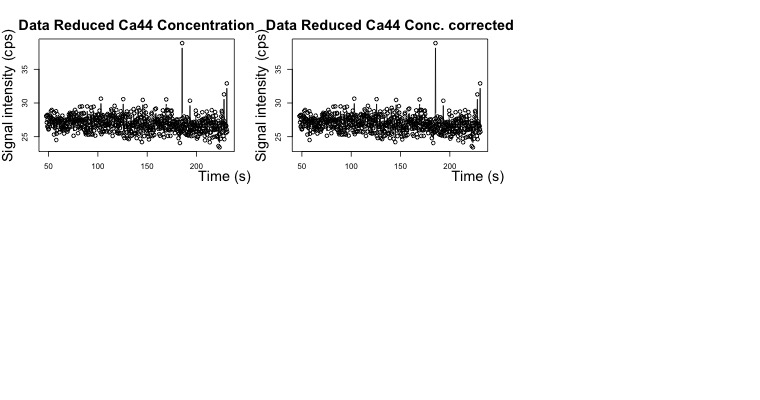 Data Reduced Ca44 Concentration
Signal intensity (cps)
35
30
25
50 100 150 200
Time (s)
Data Reduced Ca44 Conc. corrected
Signal intensity (cps)
35
30
25
50 100 150 200
Time (s)